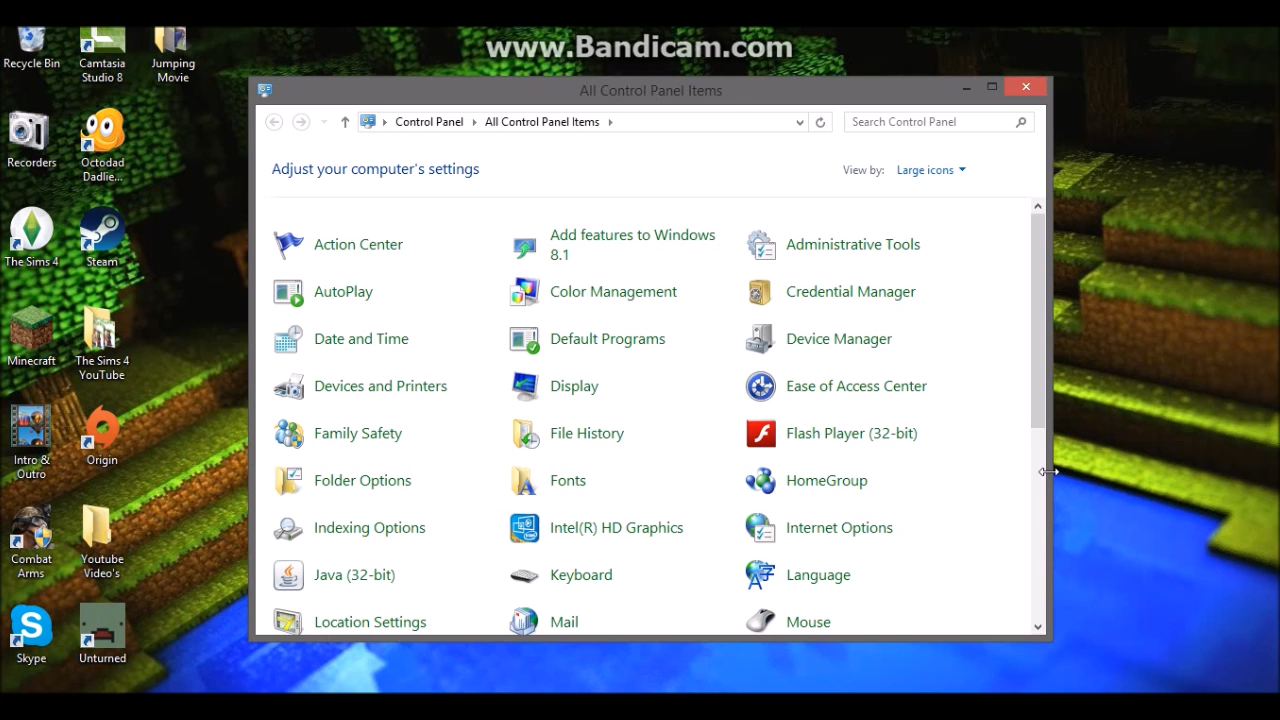 www.Bandicam.com
Recycle Bin
Camtasia
Studio 8
Jumping
Movie
Recorders
Octodad
Dadlie...
The Sims 4
Steam
Minecraft
The Sims 4
YouTube
Intro &
Outro
Origin
Combat
Arms
Youtube
Video's
Skype
Unturned
All Control Panel Items
Control Panel
All Control Panel Items
Search Control Panel
Adjust your computer's settings
View by:
Large icons
Action Center
Add features to Windows
8.1
Administrative Tools
AutoPlay
Color Management
Credential Manager
Date and Time
Default Programs
Device Manager
Devices and Printers
Display
Ease of Access Center
Family Safety
File History
Flash Player (32-bit)
Folder Options
Fonts
HomeGroup
Indexing Options
Intel(R) HD Graphics
Internet Options
Java (32-bit)
Keyboard
Language
Location Settings
Mail
Mouse